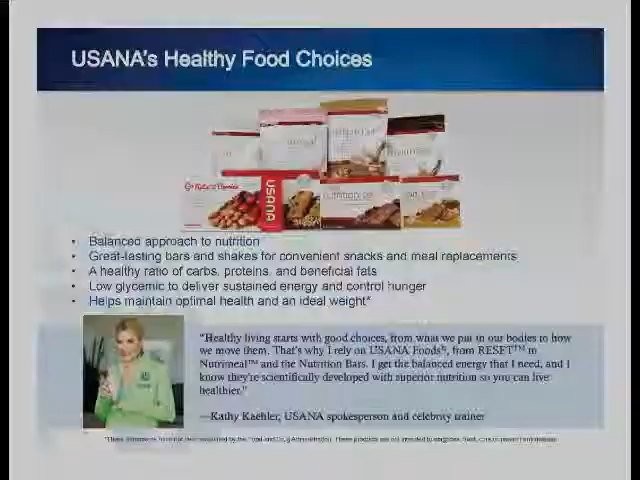 USANA's Healthy Food Choices
USANA
• Balanced approach to nutrition
• Great-tasting bars and shakes for convenient snacks and meal replacements
• A healthy ratio of carbs, proteins, and beneficial fats
• Low glycemic to deliver sustained energy and control hunger
• Helps maintain optimal health and an ideal weight*
"Healthy living starts with good choices, from what we put in our bodies to how
we move them. That's why I rely on USANA Foods®, from RESET™ to
Nutrimeal™ and the Nutrition Bars. I get the balanced energy that I need, and I
know they're scientifically developed with superior nutrition so you can live
healthier."
—Kathy Kaehler, USANA spokesperson and celebrity trainer